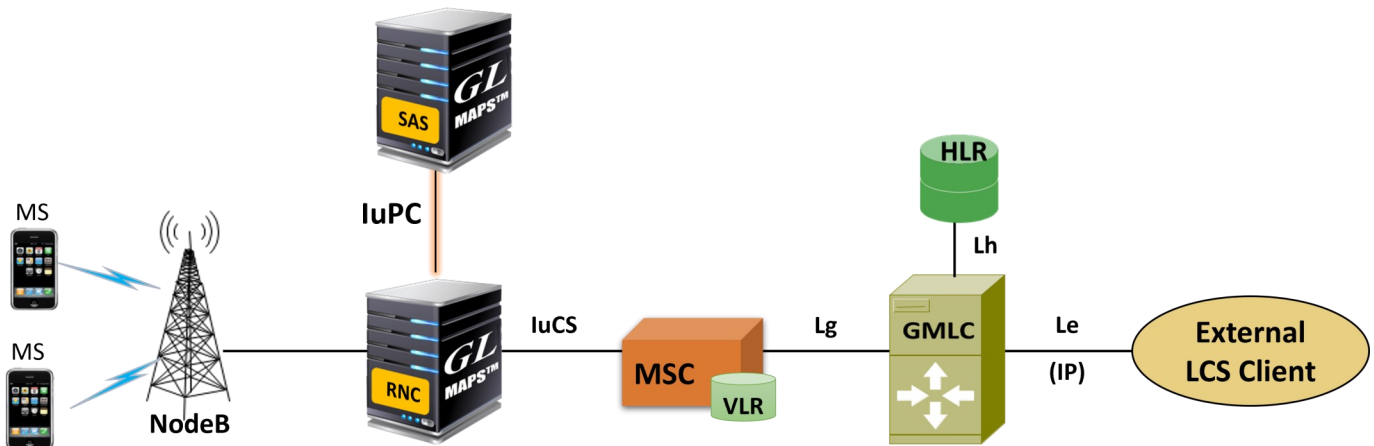 GL
MAPS™
SAS
HLR
MS
IuPC
Lh
IuCS
Lg
GMLC
Le
(IP)
External
LCS Client
MS
GL
MAPS™
RNC
MSC
VLR
NodeB